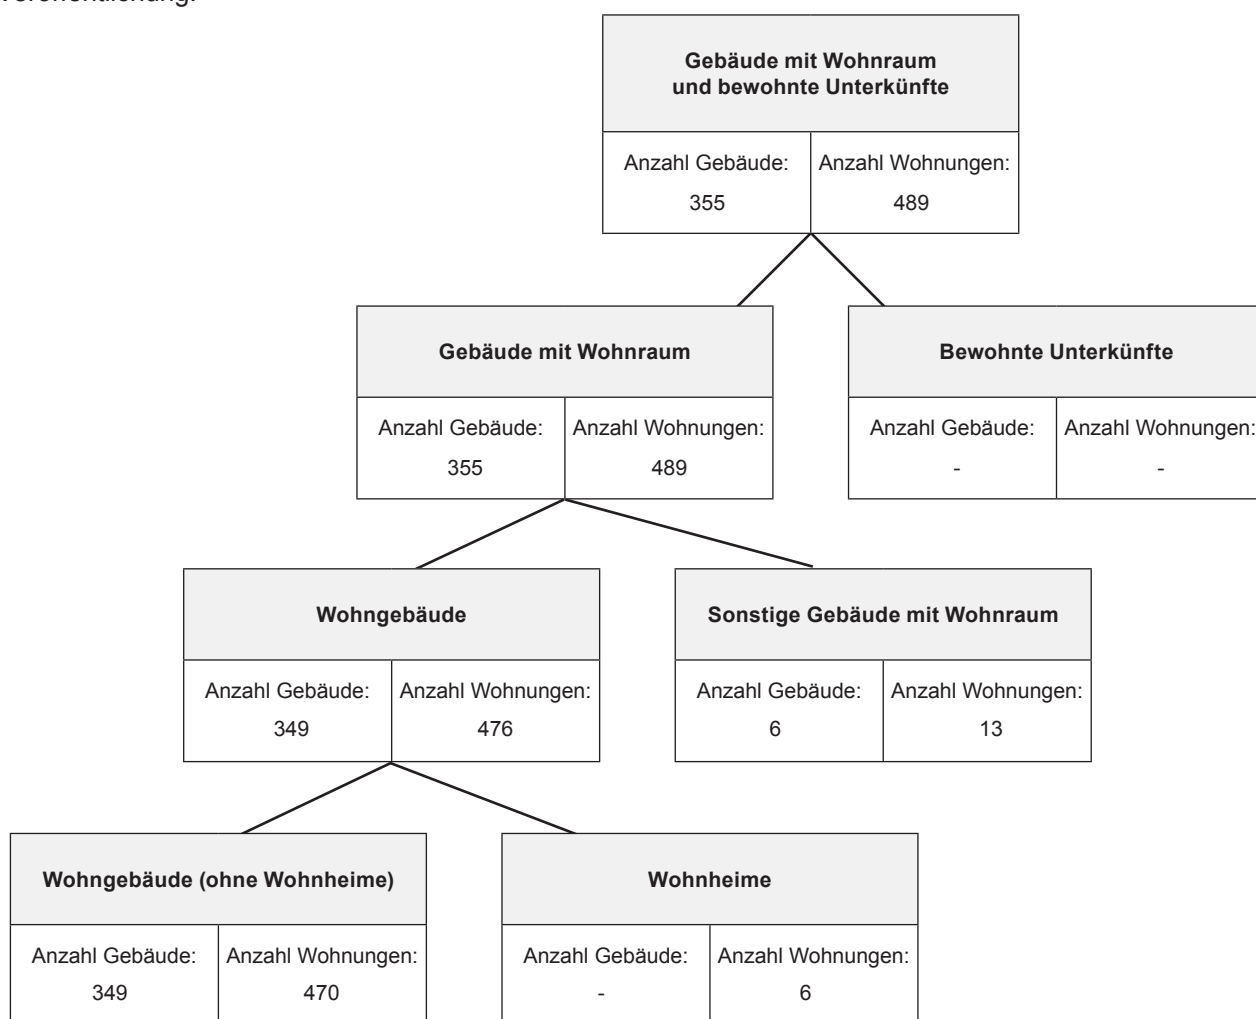 Veröffentlichung.
Gebäude mit Wohnraum
und bewohnte Unterkünfte
Anzahl Gebäude: Anzahl Wohnungen:
355 489
Gebäude mit Wohnraum
Anzahl Gebäude: Anzahl Wohnungen:
355 489
Bewohnte Unterkünfte
Anzahl Gebäude: Anzahl Wohnungen:
- -
Wohngebäude
Anzahl Gebäude: Anzahl Wohnungen:
349 476
Sonstige Gebäude mit Wohnraum
Anzahl Gebäude: Anzahl Wohnungen:
6 13
Wohngebäude (ohne Wohnheime)
Anzahl Gebäude: Anzahl Wohnungen:
349 470
Wohnheime
Anzahl Gebäude: Anzahl Wohnungen:
- 6